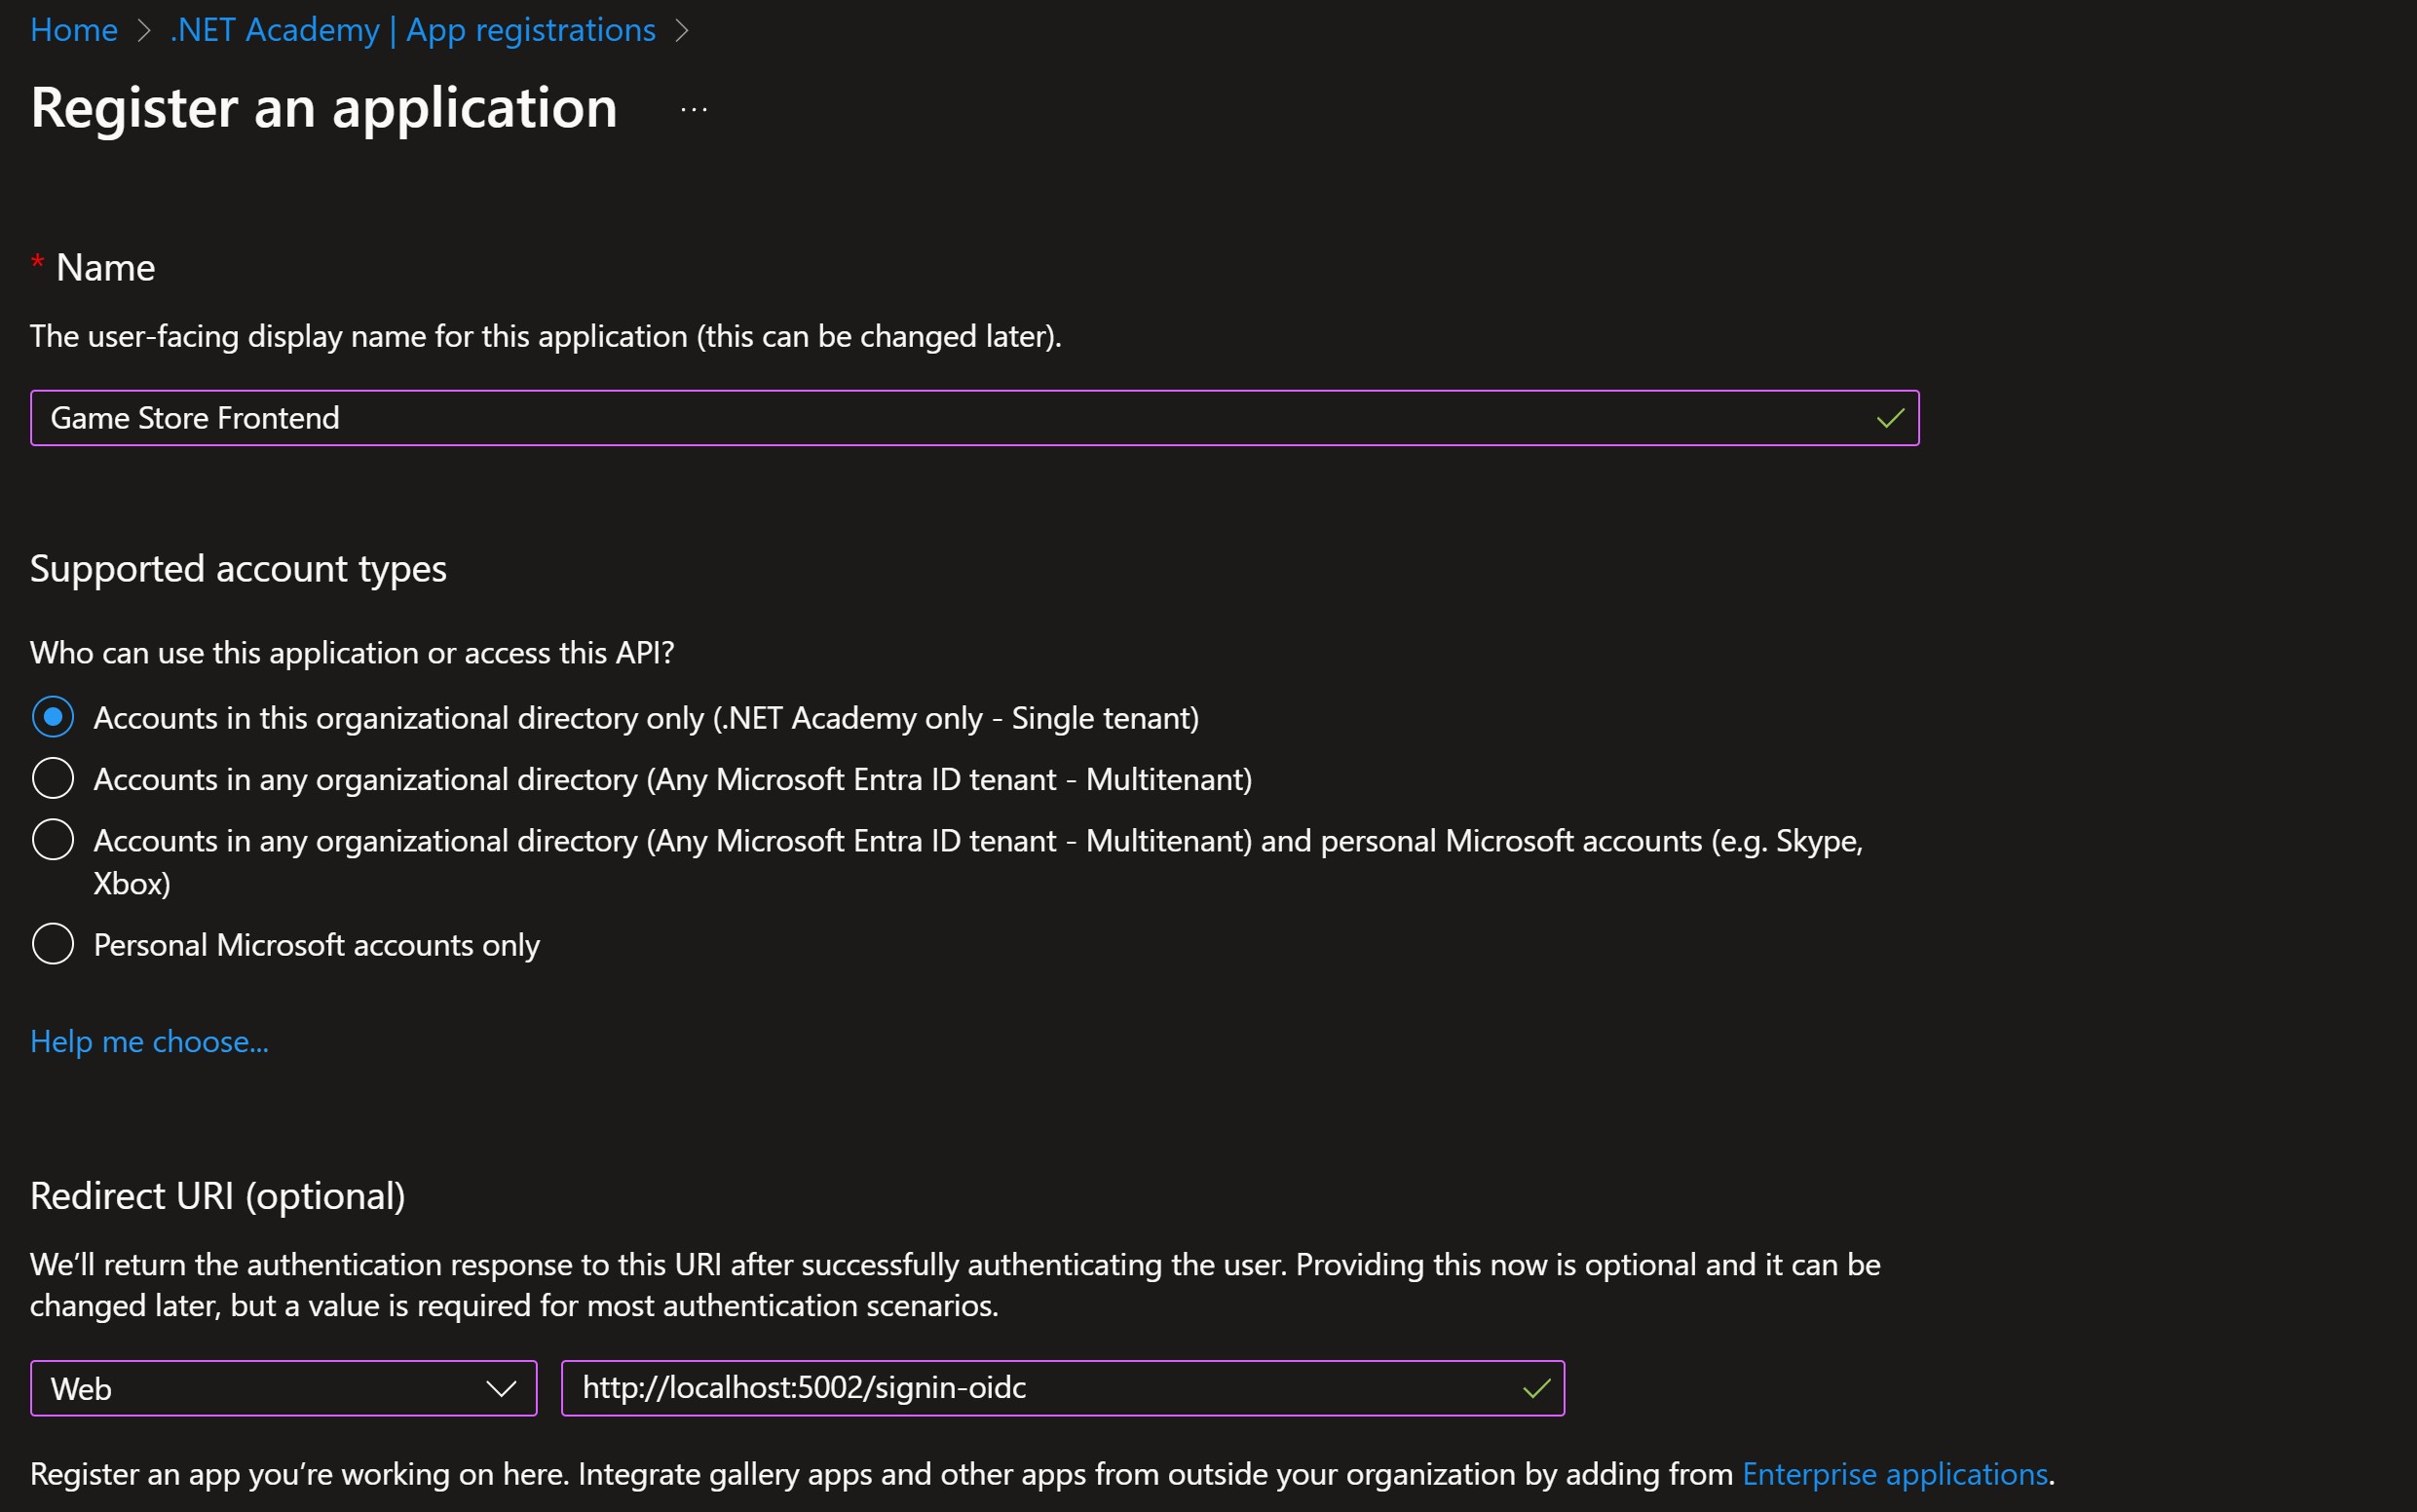 Home > .NET Academy | App registrations >
Register an application ...
* Name
The user-facing display name for this application (this can be changed later).
Game Store Frontend
Supported account types
Who can use this application or access this API?
Accounts in this organizational directory only (.NET Academy only - Single tenant)
Accounts in any organizational directory (Any Microsoft Entra ID tenant - Multitenant)
Accounts in any organizational directory (Any Microsoft Entra ID tenant - Multitenant) and personal Microsoft accounts (e.g. Skype,
Xbox)
Personal Microsoft accounts only
Help me choose...
Redirect URI (optional)
We’ll return the authentication response to this URI after successfully authenticating the user. Providing this now is optional and it can be
changed later, but a value is required for most authentication scenarios.
Web
http://localhost:5002/signin-oidc
Register an app you’re working on here. Integrate gallery apps and other apps from outside your organization by adding from Enterprise applications.